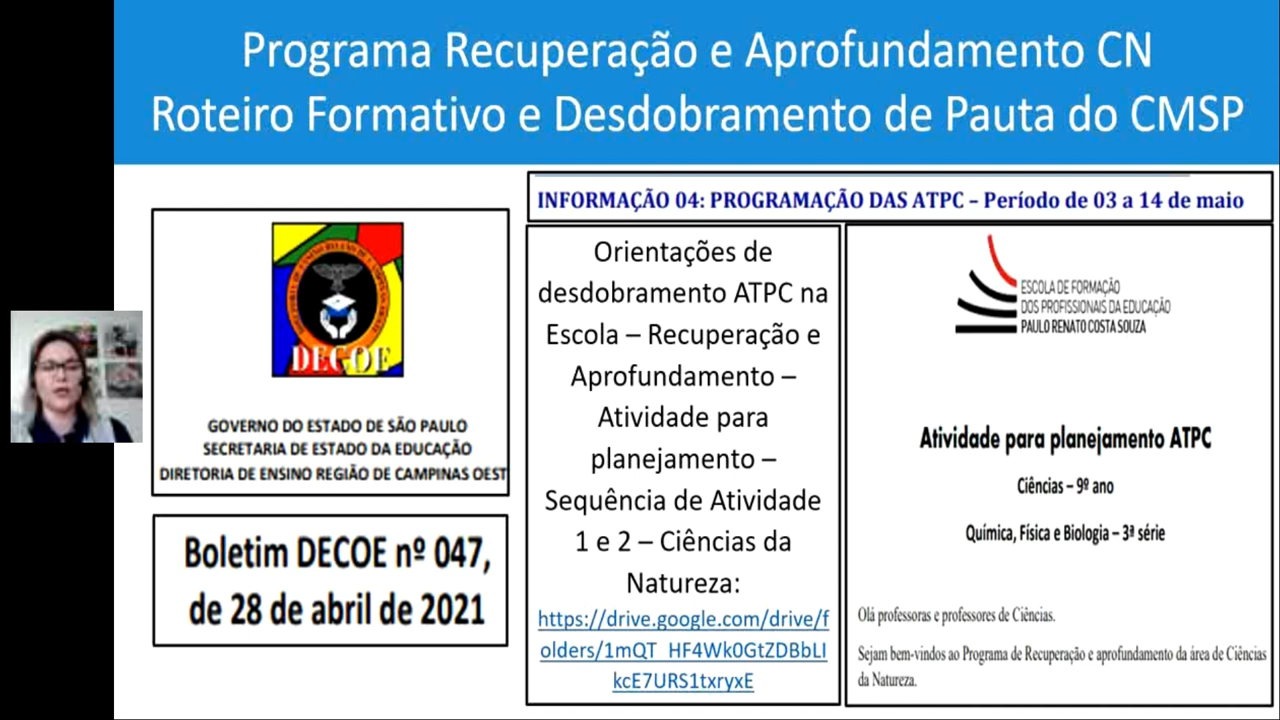 Programa Recuperação e Aprofundamento CN
Roteiro Formativo e Desdobramento de Pauta do CMSP
DECOE
GOVERNO DO ESTADO DE SÃO PAULO
SECRETARIA DE ESTADO DA EDUCAÇÃO
DIRETORIA DE ENSINO REGIÃO DE CAMPINAS OEST
Boletim DECOE nº 047,
de 28 de abril de 2021
INFORMAÇÃO 04: PROGRAMAÇÃO DAS ATPC – Período de 03 a 14 de maio
Orientações de
desdobramento ATPC na
Escola – Recuperação e
Aprofundamento –
Atividade para
planejamento –
Sequência de Atividade
1 e 2 – Ciências da
Natureza:
https://drive.google.com/drive/f
olders/1mQT_HF4Wk0GtZDBbLI
kcE7URS1txryxE
ESCOLA DE FORMAÇÃO
DOS PROFISSIONAIS DA EDUCAÇÃO
PAULO RENATO COSTA SOUZA
Atividade para planejamento ATPC
Ciências – 9º ano
Química, Física e Biologia – 3ª série
Olá professoras e professores de Ciências.
Sejam bem-vindos ao Programa de Recuperação e aprofundamento da área de Ciências
da Natureza.